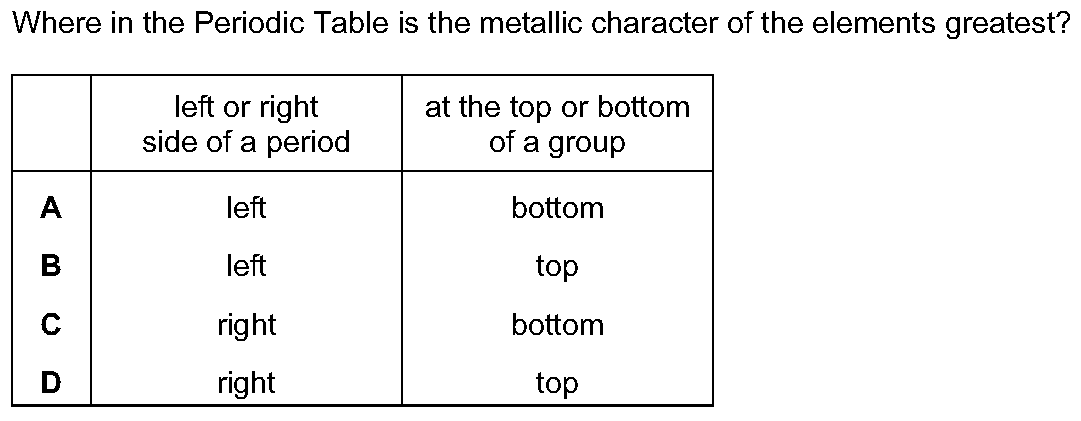 Where in the Periodic Table is the metallic character of the elements greatest?
left or right
side of a period
at the top or bottom
of a group
A left bottom
B left top
C right bottom
D right top